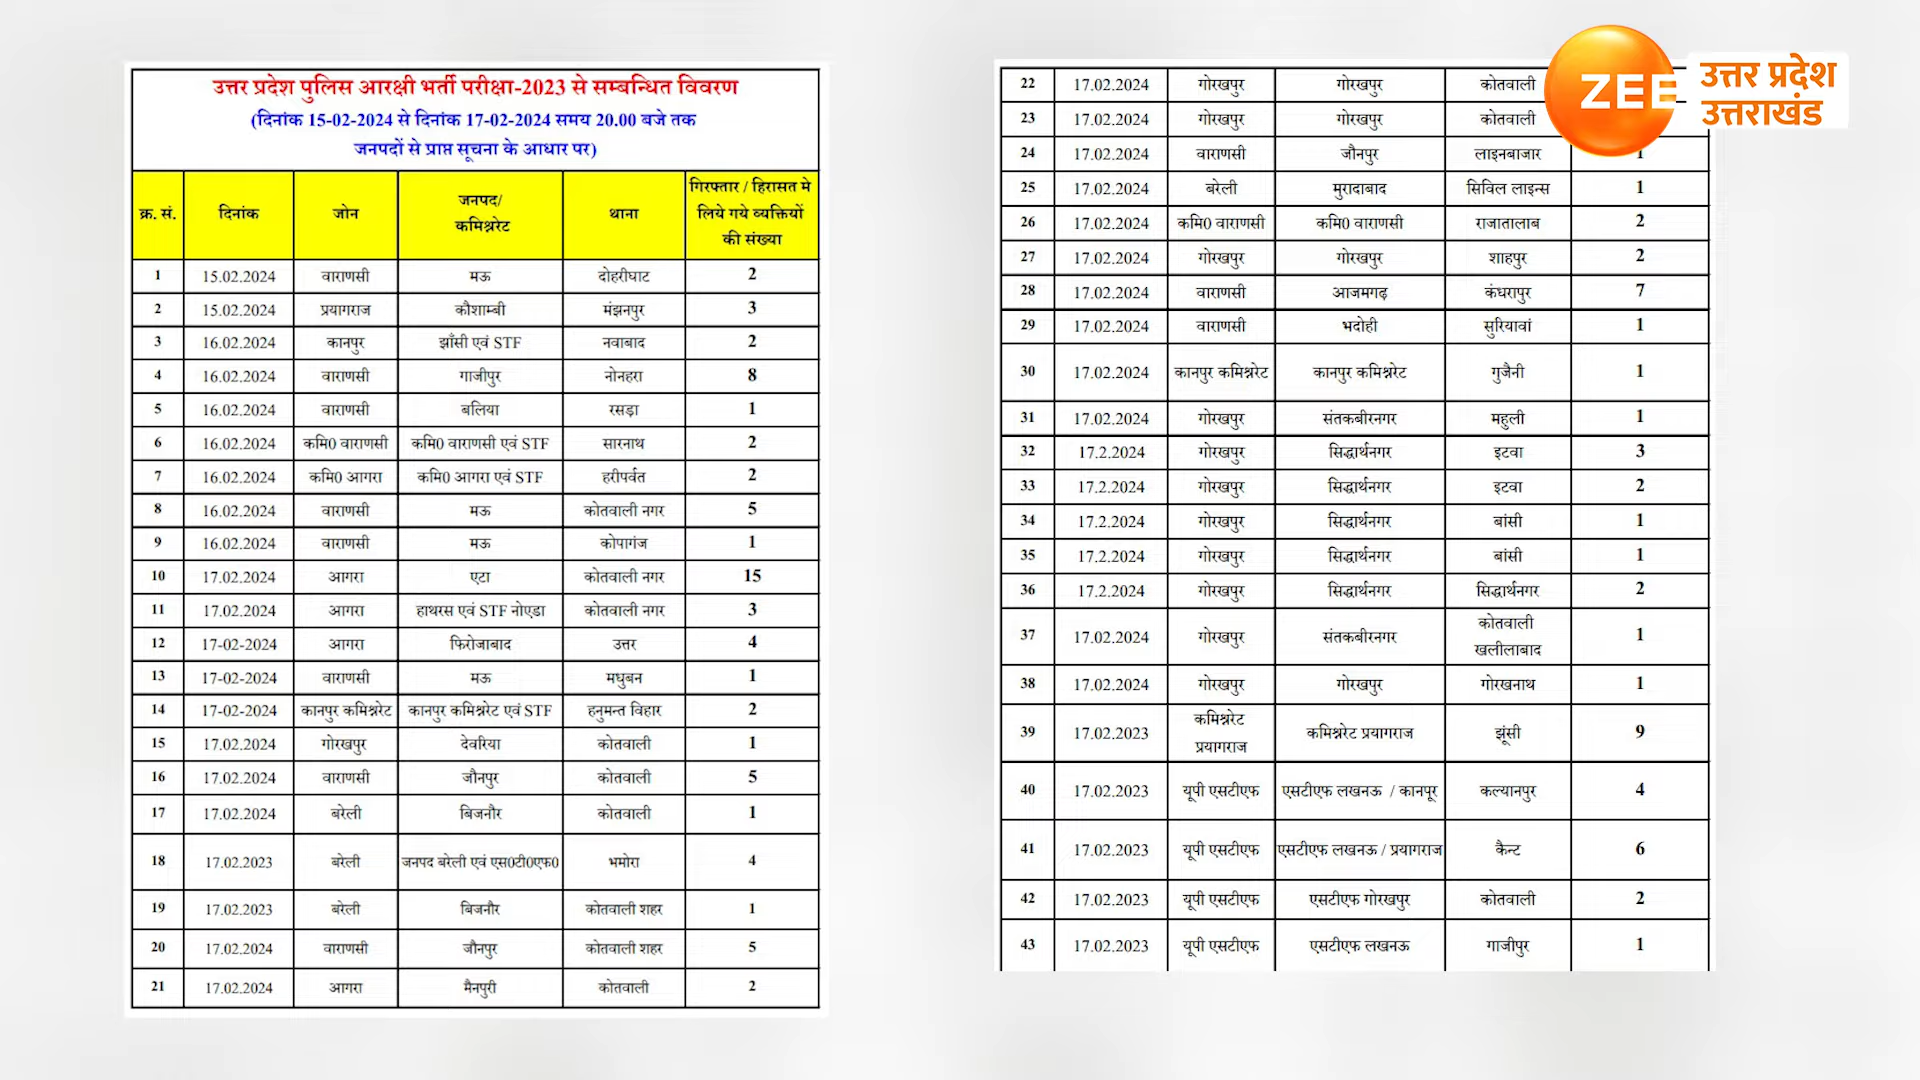 उत्तर प्रदेश पुलिस आरक्षी भर्ती परीक्षा-2023 से सम्बन्धित विवरण
(दिनांक 15-02-2024 से दिनांक 17-02-2024 समय 20.00 बजे तक
जनपदों से प्राप्त सूचना के आधार पर)
क्र. सं. दिनांक जोन जनपद/ कमिश्नरेट थाना गिरफ्तार / हिरासत मे लिये गये व्यक्तियों की संख्या
1 15.02.2024 वाराणसी मऊ दोहरीघाट 2
2 15.02.2024 प्रयागराज कौशाम्बी मंझनपुर 3
3 16.02.2024 कानपुर झाँसी एवं STF नवाबाद 2
4 16.02.2024 वाराणसी गाजीपुर नोनहरा 8
5 16.02.2024 वाराणसी बलिया रसड़ा 1
6 16.02.2024 कमि0 वाराणसी कमि0 वाराणसी एवं STF सारनाथ 2
7 16.02.2024 कमि0 आगरा कमि0 आगरा एवं STF हरीपर्वत 2
8 16.02.2024 वाराणसी मऊ कोतवाली नगर 5
9 16.02.2024 वाराणसी मऊ कोपागंज 1
10 17.02.2024 आगरा एटा कोतवाली नगर 15
11 17.02.2024 आगरा हाथरस एवं STF नोएडा कोतवाली नगर 3
12 17-02-2024 आगरा फिरोजाबाद उत्तर 4
13 17-02-2024 वाराणसी मऊ मधुबन 1
14 17-02-2024 कानपुर कमिश्नरेट कानपुर कमिश्नरेट एवं STF हनुमन्त विहार 2
15 17.02.2024 गोरखपुर देवरिया कोतवाली 1
16 17.02.2024 वाराणसी जौनपुर कोतवाली 5
17 17.02.2024 बरेली बिजनौर कोतवाली 1
18 17.02.2023 बरेली जनपद बरेली एवं एस0टी0एफ0 भमोरा 4
19 17.02.2023 बरेली बिजनौर कोतवाली शहर 1
20 17.02.2024 वाराणसी जौनपुर कोतवाली शहर 5
21 17.02.2024 आगरा मैनपुरी कोतवाली 2
22 17.02.2024 गोरखपुर गोरखपुर कोतवाली
23 17.02.2024 गोरखपुर गोरखपुर कोतवाली
24 17.02.2024 वाराणसी जौनपुर लाइनबाजार 1
25 17.02.2024 बरेली मुरादाबाद सिविल लाइन्स 1
26 17.02.2024 कमि0 वाराणसी कमि0 वाराणसी राजातालाब 2
27 17.02.2024 गोरखपुर गोरखपुर शाहपुर 2
28 17.02.2024 वाराणसी आजमगढ़ कंधरापुर 7
29 17.02.2024 वाराणसी भदोही सुरियावां 1
30 17.02.2024 कानपुर कमिश्नरेट कानपुर कमिश्नरेट गुजैनी 1
31 17.02.2024 गोरखपुर संतकबीरनगर महुली 1
32 17.2.2024 गोरखपुर सिद्धार्थनगर इटवा 3
33 17.2.2024 गोरखपुर सिद्धार्थनगर इटवा 2
34 17.2.2024 गोरखपुर सिद्धार्थनगर बांसी 1
35 17.2.2024 गोरखपुर सिद्धार्थनगर बांसी 1
36 17.2.2024 गोरखपुर सिद्धार्थनगर सिद्धार्थनगर 2
37 17.02.2024 गोरखपुर संतकबीरनगर कोतवाली खलीलाबाद 1
38 17.02.2024 गोरखपुर गोरखपुर गोरखनाथ 1
39 17.02.2023 कमिश्नरेट प्रयागराज कमिश्नरेट प्रयागराज झूंसी 9
40 17.02.2023 यूपी एसटीएफ एसटीएफ लखनऊ / कानपूर कल्यानपुर 4
41 17.02.2023 यूपी एसटीएफ एसटीएफ लखनऊ / प्रयागराज कैन्ट 6
42 17.02.2023 यूपी एसटीएफ एसटीएफ गोरखपुर कोतवाली 2
43 17.02.2023 यूपी एसटीएफ एसटीएफ लखनऊ गाजीपुर 1
ZEE उत्तर प्रदेश
उत्तराखंड